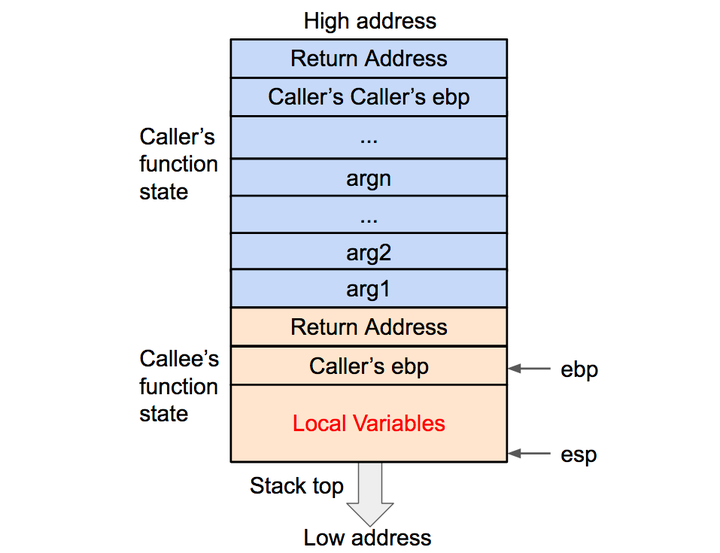 High address
Return Address
Caller's Caller's ebp
...
Caller's
function
state
argn
...
arg2
arg1
Return Address
Callee's
function
state
Caller's ebp
ebp
Local Variables
esp
Stack top
Low address